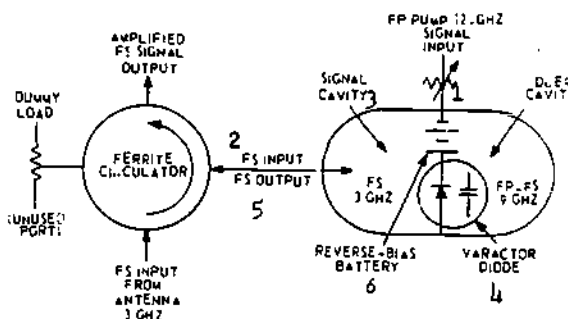 AMPLIFIED
FS SIGNAL
OUTPUT
DUMMY
LOAD
FERRITE
CIRCULATOR
(UNUSED
PORT)
FS INPUT
FROM
ANTENNA
3 GHZ
2
FS INPUT
FS OUTPUT
5
FP PUMP 12 GHZ
SIGNAL
INPUT
1
SIGNAL
CAVITY
3
CAVITY
FS
3 GHZ
FP-FS
9 GHZ
REVERSE-BIAS
BATTERY
6
VARACTOR
DIODE
4